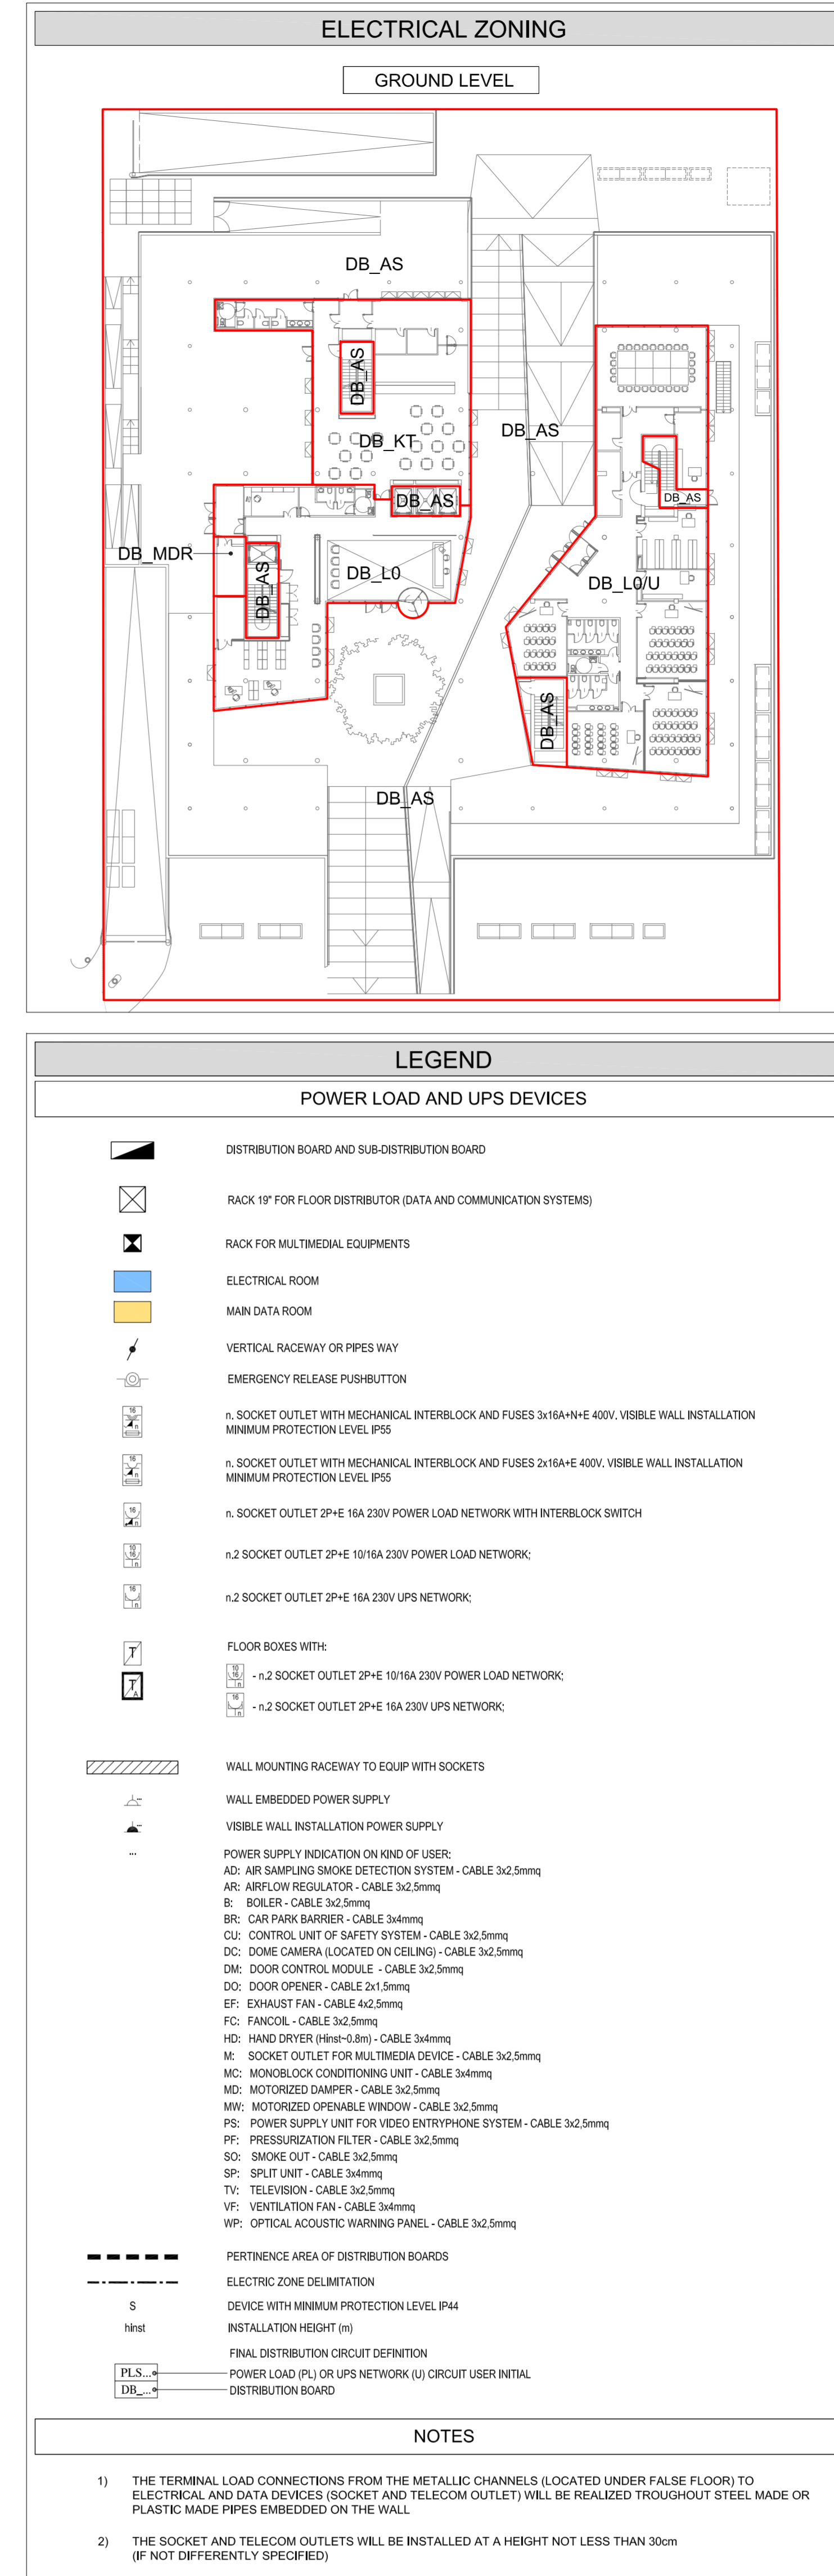 ELECTRICAL ZONING
GROUND LEVEL
DB_AS
DB_AS
DB_AS
DB_KT
DB_AS
DB_AS
DB_MDR
DB_AS
DB_L0
DB_L0/U
DB_AS
DB_AS
LEGEND
POWER LOAD AND UPS DEVICES
DISTRIBUTION BOARD AND SUB-DISTRIBUTION BOARD
RACK 19" FOR FLOOR DISTRIBUTOR (DATA AND COMMUNICATION SYSTEMS)
RACK FOR MULTIMEDIAL EQUIPMENTS
ELECTRICAL ROOM
MAIN DATA ROOM
VERTICAL RACEWAY OR PIPES WAY
EMERGENCY RELEASE PUSHBUTTON
16
n
n. SOCKET OUTLET WITH MECHANICAL INTERBLOCK AND FUSES 3x16A+N+E 400V. VISIBLE WALL INSTALLATION
MINIMUM PROTECTION LEVEL IP55
16
n
n. SOCKET OUTLET WITH MECHANICAL INTERBLOCK AND FUSES 2x16A+E 400V. VISIBLE WALL INSTALLATION
MINIMUM PROTECTION LEVEL IP55
16
n
n. SOCKET OUTLET 2P+E 16A 230V POWER LOAD NETWORK WITH INTERBLOCK SWITCH
10
16
n
n.2 SOCKET OUTLET 2P+E 10/16A 230V POWER LOAD NETWORK;
16
n
n.2 SOCKET OUTLET 2P+E 16A 230V UPS NETWORK;
T
FLOOR BOXES WITH:
T
A
10
16
n
- n.2 SOCKET OUTLET 2P+E 10/16A 230V POWER LOAD NETWORK;
16
n
- n.2 SOCKET OUTLET 2P+E 16A 230V UPS NETWORK;
WALL MOUNTING RACEWAY TO EQUIP WITH SOCKETS
... WALL EMBEDDED POWER SUPPLY
... VISIBLE WALL INSTALLATION POWER SUPPLY
... POWER SUPPLY INDICATION ON KIND OF USER:
AD: AIR SAMPLING SMOKE DETECTION SYSTEM - CABLE 3x2,5mmq
AR: AIRFLOW REGULATOR - CABLE 3x2,5mmq
B: BOILER - CABLE 3x2,5mmq
BR: CAR PARK BARRIER - CABLE 3x4mmq
CU: CONTROL UNIT OF SAFETY SYSTEM - CABLE 3x2,5mmq
DC: DOME CAMERA (LOCATED ON CEILING) - CABLE 3x2,5mmq
DM: DOOR CONTROL MODULE - CABLE 3x2,5mmq
DO: DOOR OPENER - CABLE 2x1,5mmq
EF: EXHAUST FAN - CABLE 4x2,5mmq
FC: FANCOIL - CABLE 3x2,5mmq
HD: HAND DRYER (Hinst~0.8m) - CABLE 3x4mmq
M: SOCKET OUTLET FOR MULTIMEDIA DEVICE - CABLE 3x2,5mmq
MC: MONOBLOCK CONDITIONING UNIT - CABLE 3x4mmq
MD: MOTORIZED DAMPER - CABLE 3x2,5mmq
MW: MOTORIZED OPENABLE WINDOW - CABLE 3x2,5mmq
PS: POWER SUPPLY UNIT FOR VIDEO ENTRYPHONE SYSTEM - CABLE 3x2,5mmq
PF: PRESSURIZATION FILTER - CABLE 3x2,5mmq
SO: SMOKE OUT - CABLE 3x2,5mmq
SP: SPLIT UNIT - CABLE 3x4mmq
TV: TELEVISION - CABLE 3x2,5mmq
VF: VENTILATION FAN - CABLE 3x4mmq
WP: OPTICAL ACOUSTIC WARNING PANEL - CABLE 3x2,5mmq
PERTINENCE AREA OF DISTRIBUTION BOARDS
ELECTRIC ZONE DELIMITATION
S DEVICE WITH MINIMUM PROTECTION LEVEL IP44
hinst INSTALLATION HEIGHT (m)
FINAL DISTRIBUTION CIRCUIT DEFINITION
PLS... POWER LOAD (PL) OR UPS NETWORK (U) CIRCUIT USER INITIAL
DB_... DISTRIBUTION BOARD
NOTES
1) THE TERMINAL LOAD CONNECTIONS FROM THE METALLIC CHANNELS (LOCATED UNDER FALSE FLOOR) TO
ELECTRICAL AND DATA DEVICES (SOCKET AND TELECOM OUTLET) WILL BE REALIZED TROUGHOUT STEEL MADE OR
PLASTIC MADE PIPES EMBEDDED ON THE WALL
2) THE SOCKET AND TELECOM OUTLETS WILL BE INSTALLED AT A HEIGHT NOT LESS THAN 30cm
(IF NOT DIFFERENTLY SPECIFIED)